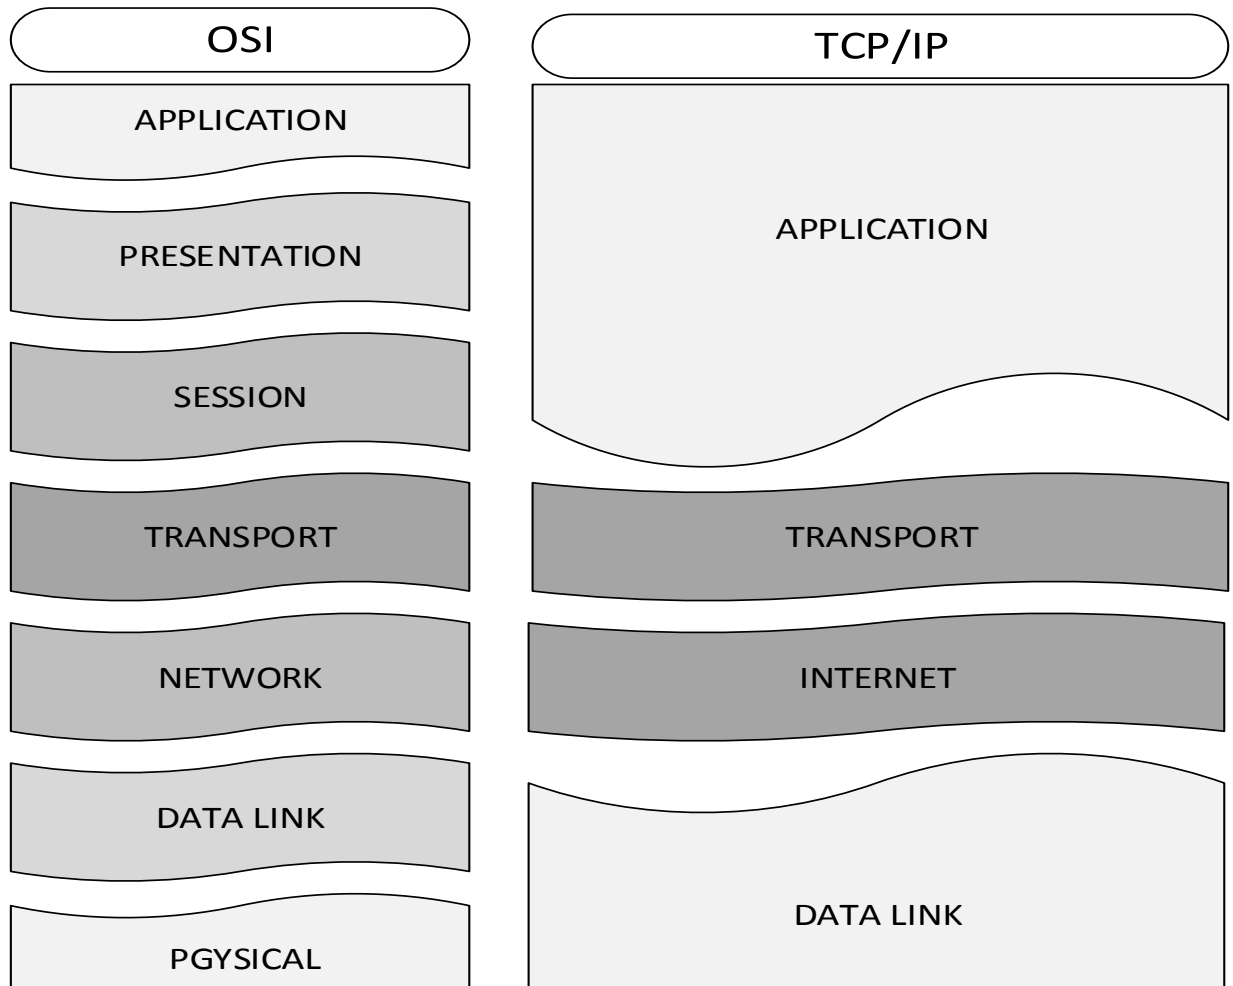 OSI
APPLICATION
PRESENTATION
SESSION
TRANSPORT
NETWORK
DATA LINK
PGYSICAL
TCP/IP
APPLICATION
TRANSPORT
INTERNET
DATA LINK